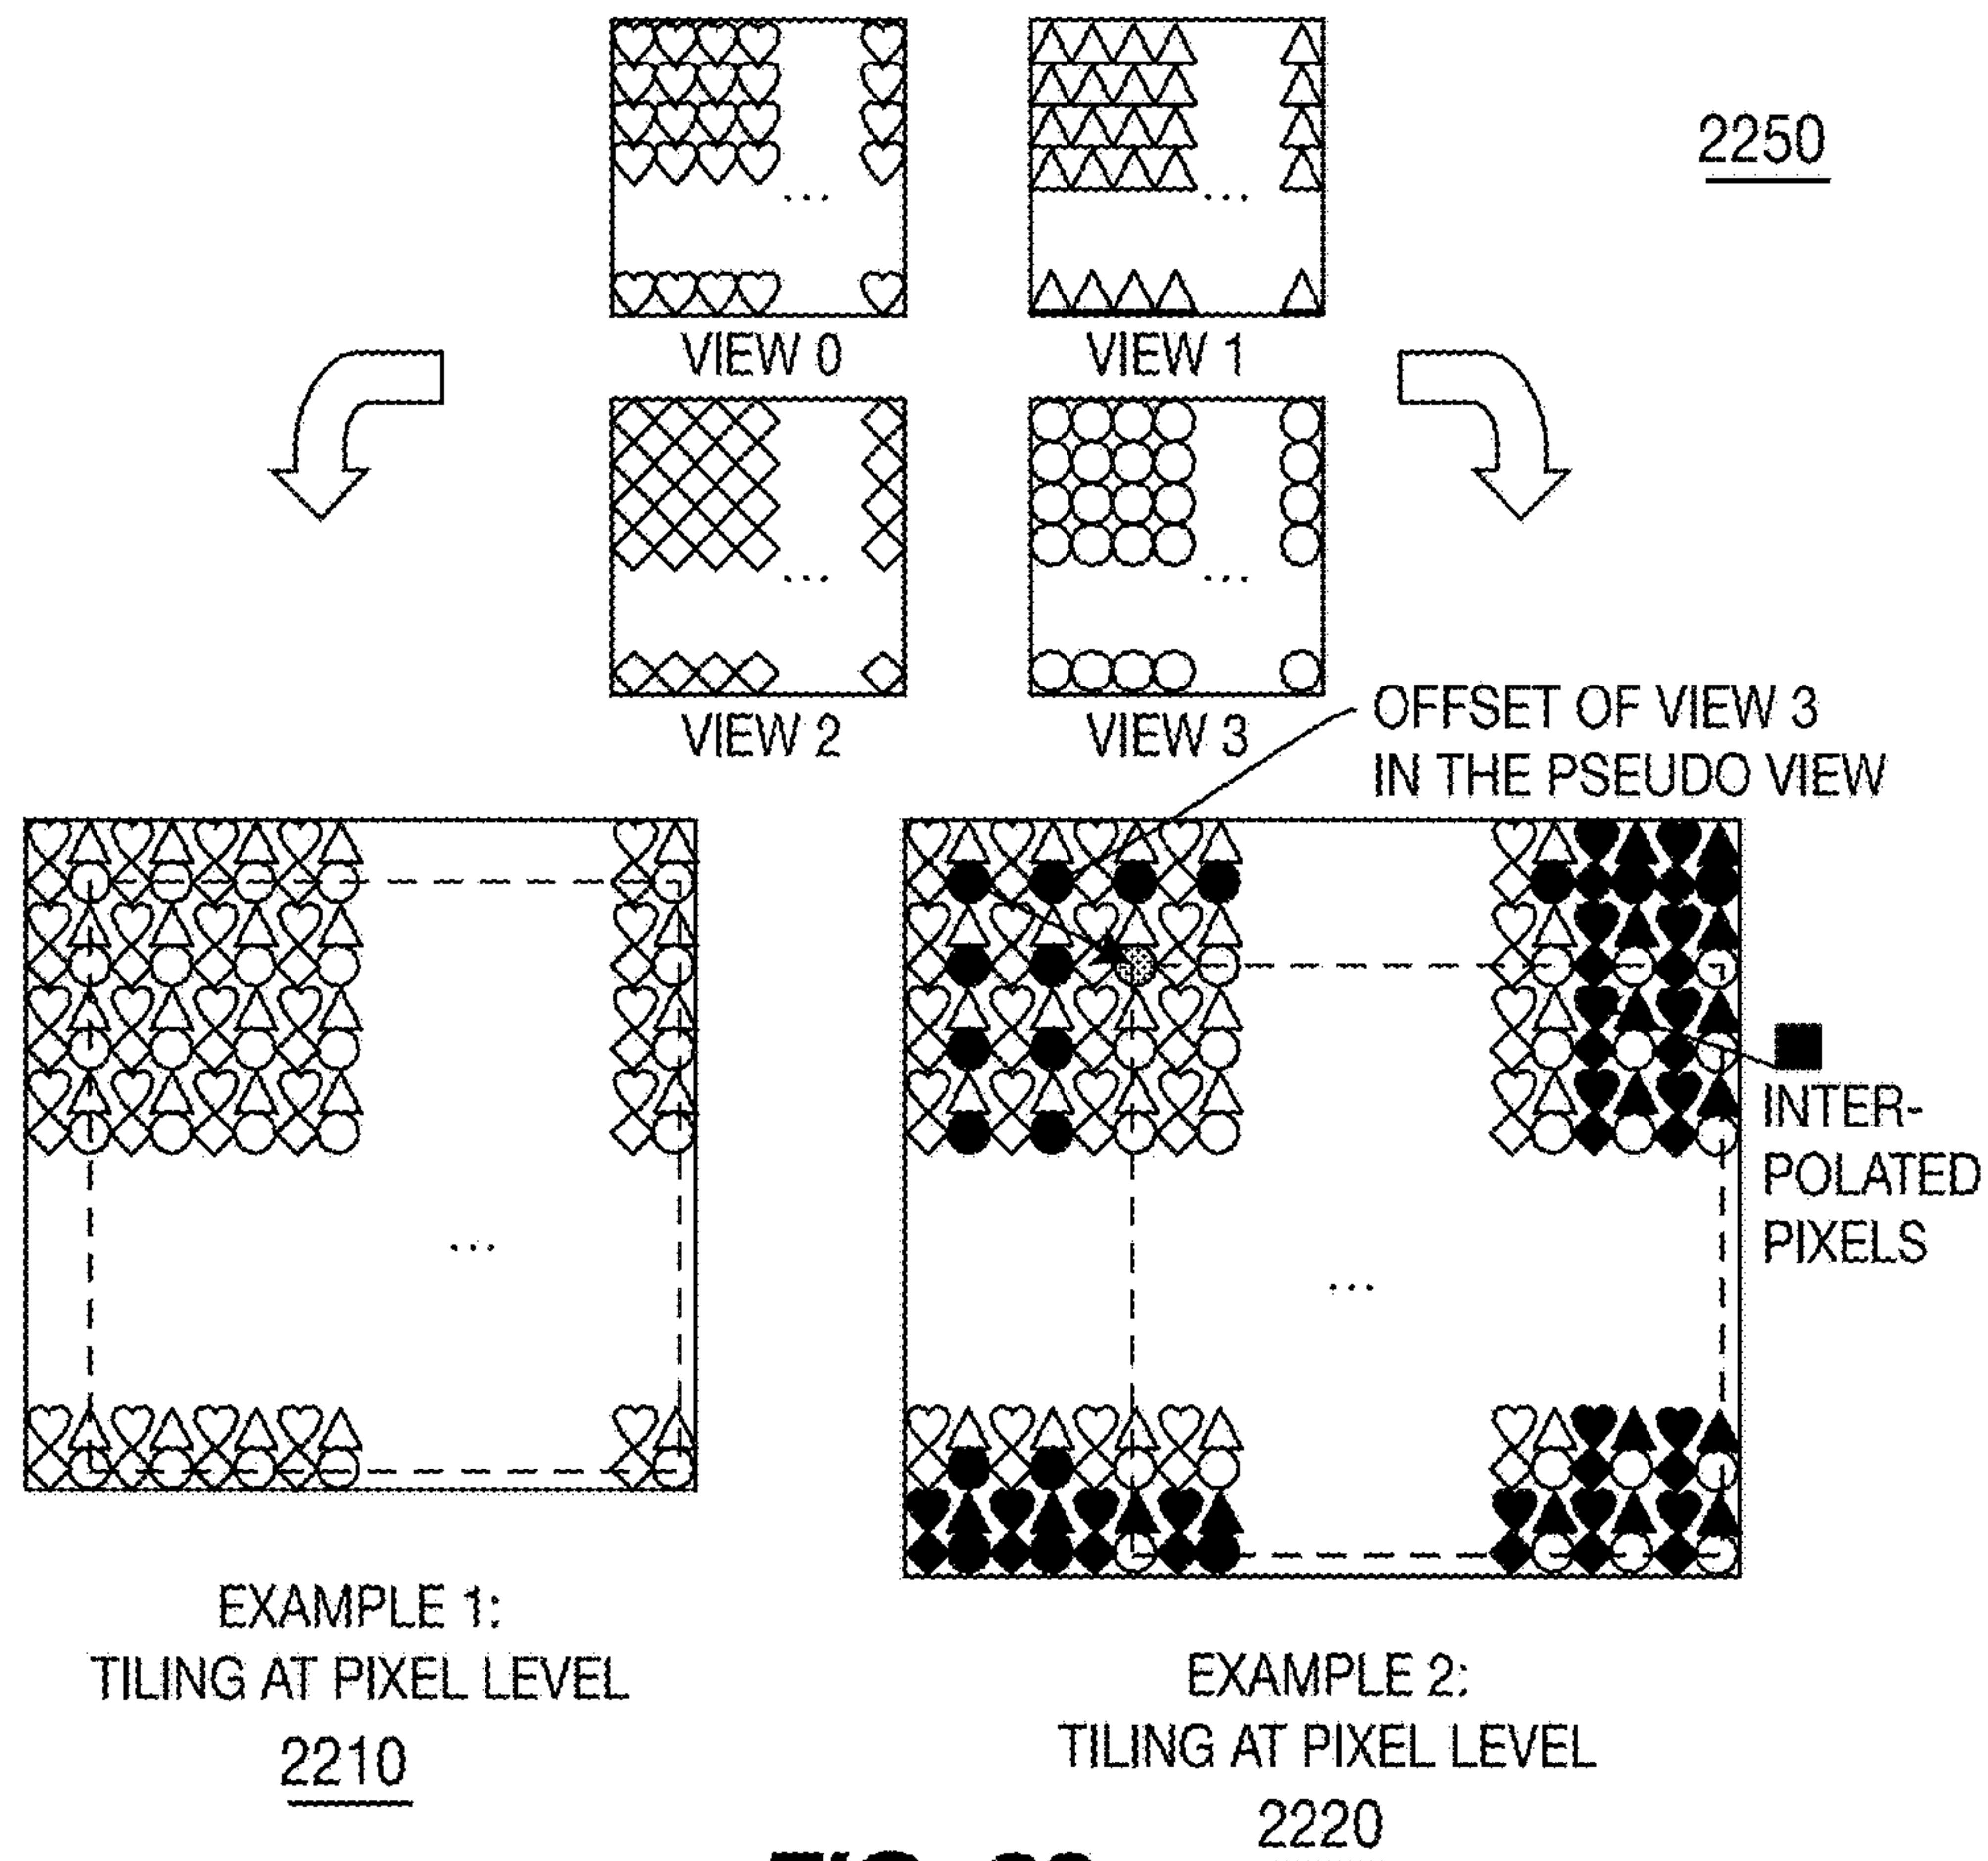 2250
VIEW 0
VIEW 1
VIEW 2
VIEW 3
OFFSET OF VIEW 3
IN THE PSEUDO VIEW
INTER-
POLATED
PIXELS
EXAMPLE 1:
TILING AT PIXEL LEVEL
2210
EXAMPLE 2:
TILING AT PIXEL LEVEL
2220